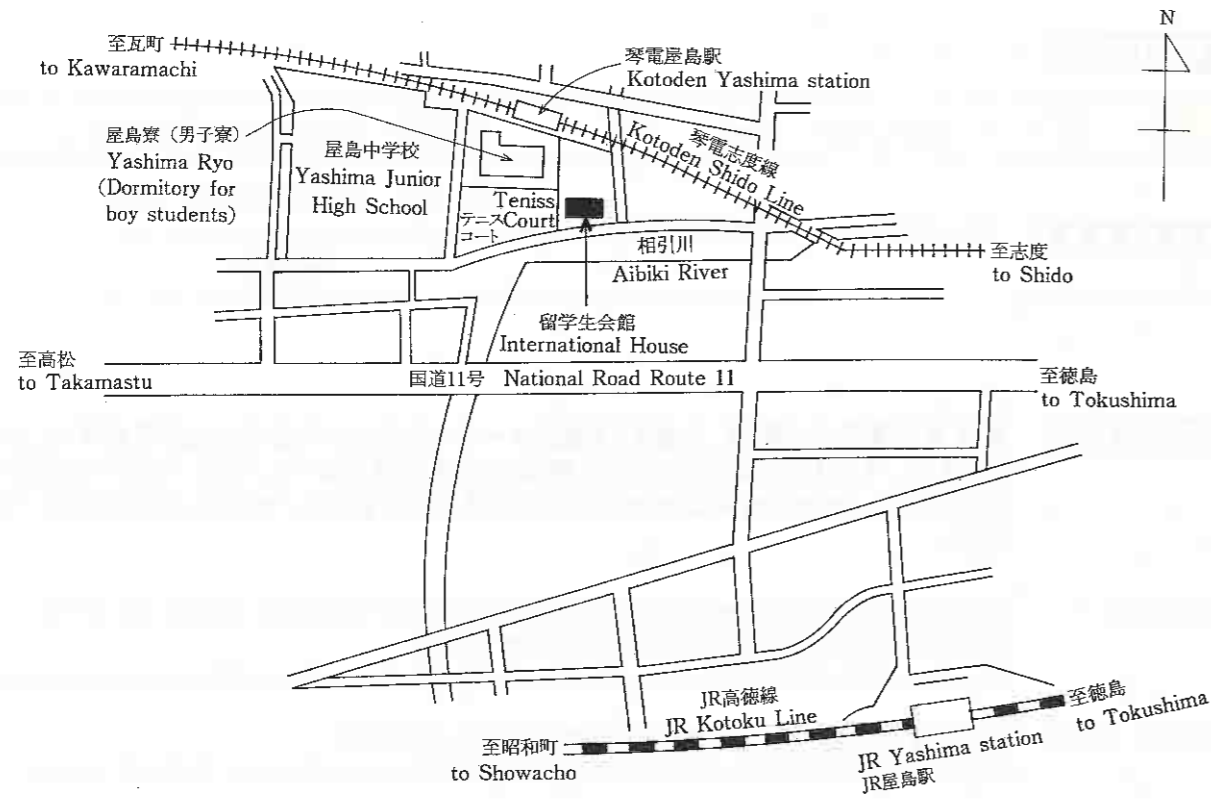 N
至瓦町
to Kawaramachi
琴電屋島駅
Kotoden Yashima station
屋島寮（男子寮）
Yashima Ryo
(Dormitory for
boy students)
屋島中学校
Yashima Junior
High School
琴電志度線
Kotoden Shido Line
Teniss
Court
テニス
コート
相引川
Aibiki River
至志度
to Shido
留学生会館
International House
至高松
to Takamastu
国道11号 National Road Route 11
至徳島
to Tokushima
JR高徳線
JR Kotoku Line
至徳島
to Tokushima
至昭和町
to Showacho
JR Yashima station
JR屋島駅